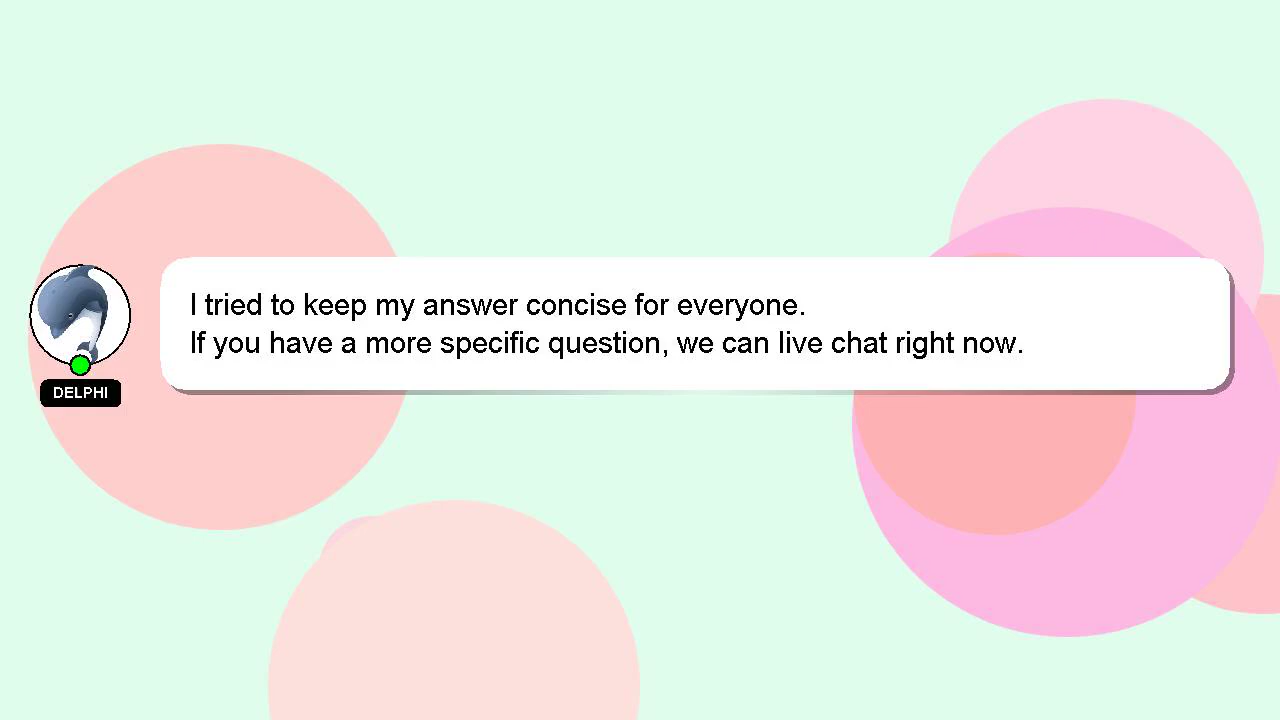 I tried to keep my answer concise for everyone.
If you have a more specific question, we can live chat right now.
DELPHI